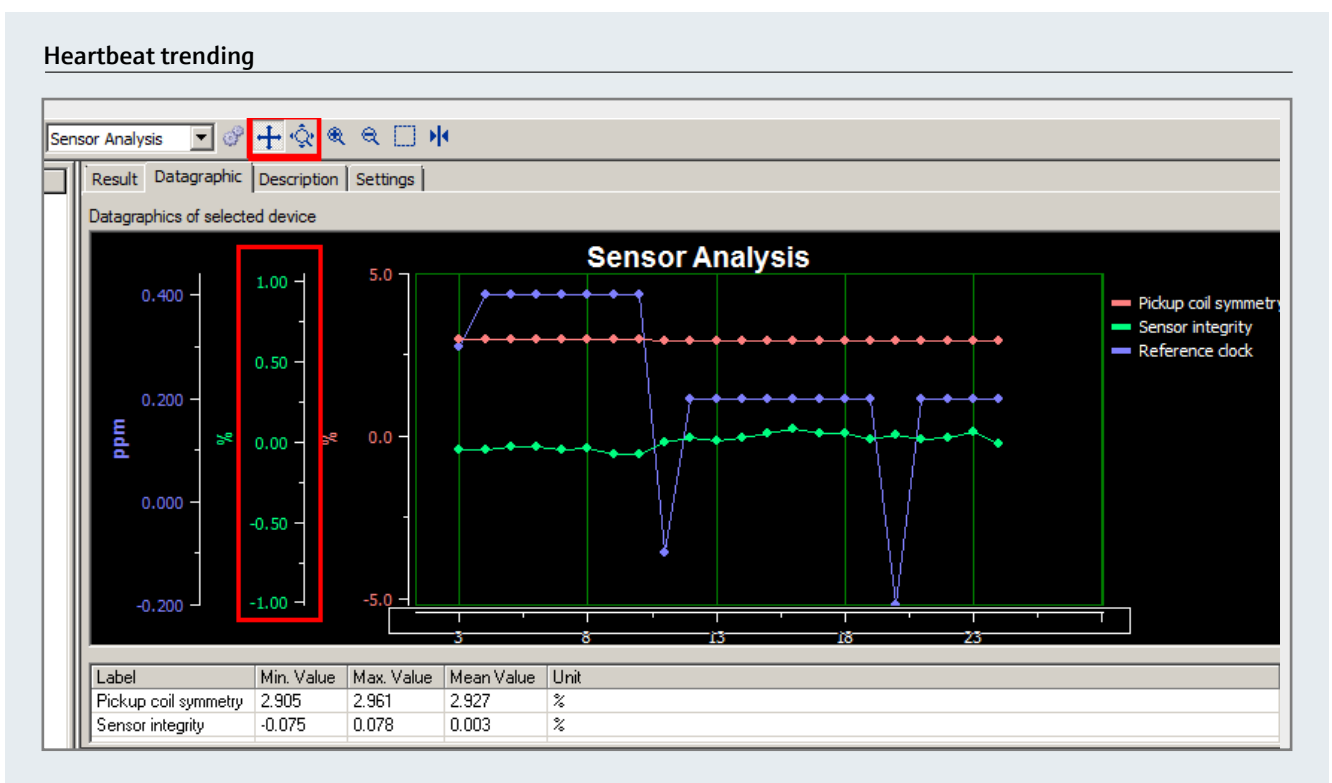 Heartbeat trending
Sensor Analysis
Result Datagraphic Description Settings
Datagraphics of selected device
Sensor Analysis
ppm
0.400
0.200
0.000
-0.200
%
1.00
0.50
0.00
-0.50
-1.00
%
5.0
0.0
-5.0
3 8 13 18 23
Pickup coil symmetry
Sensor integrity
Reference clock
Label Min. Value Max. Value Mean Value Unit
Pickup coil symmetry 2.905 2.961 2.927 %
Sensor integrity -0.075 0.078 0.003 %